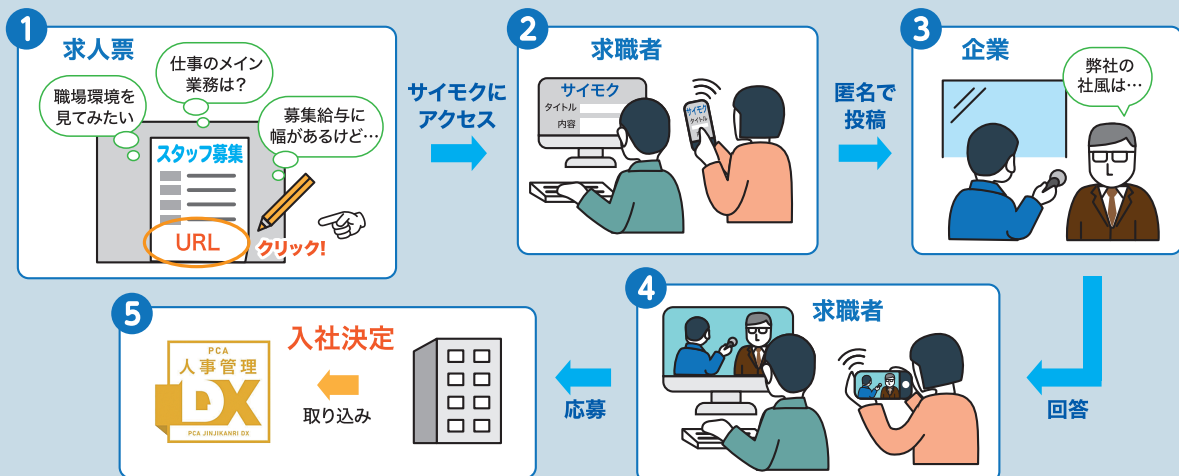 1
求人票
仕事のメイン
業務は?
職場環境を
見てみたい
募集給与に
幅があるけど…
スタッフ募集
URL
クリック!
サイモクに
アクセス
2
求職者
サイモク
タイトル
内容
サイモク
タイトル
匿名で
投稿
3
企業
弊社の
社風は…
回答
4
求職者
応募
5
入社決定
取り込み
PCA
人事管理
DX
PCA JINJIKANRI DX